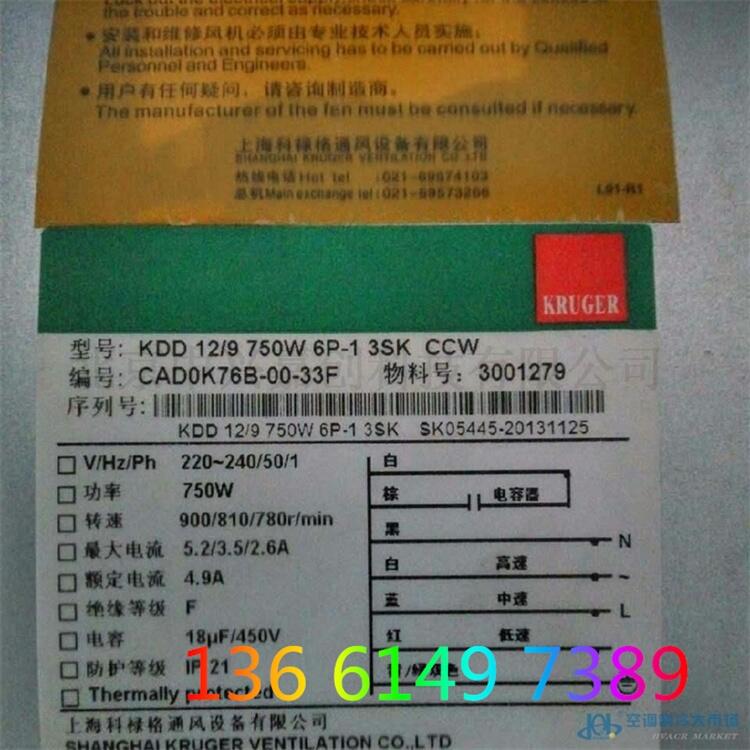 the trouble and correct as necessary.
●安装和维修风机必须由专业技术人员实施。
All installation and servicing has to be carried out by Qualified
Personnel and Engineers.
●用户有任何疑问，请咨询制造商。
The manufacturer of the fan must be consulted if necessary.
上海科禄格通风设备有限公司
SHANGHAI KRUGER VENTILATION CO.,LTD
热线电话Hot tel :021-69574103
总机Main exchange tel:021-69573266
L91-R1
KRUGER
型号: KDD 12/9 750W 6P-1 3SK CCW
编号: CAD0K76B-00-33F 物料号: 3001279
序列号:
KDD 12/9 750W 6P-1 3SK SK05445-20131125
V/Hz/Ph 220~240/50/1
功率 750W
转速 900/810/780r/min
最大电流 5.2/3.5/2.6A
额定电流 4.9A
绝缘等级 F
电容 18μF/450V
防护等级 IP 21
Thermally protected
白
棕 电容器
黑 N
白 高速 ~
蓝 中速 L
红 低速
136 6149 7389
上海科禄格通风设备有限公司
SHANGHAI KRUGER VENTILATION CO.,LTD
空调制冷大市场
HVACR MARKET